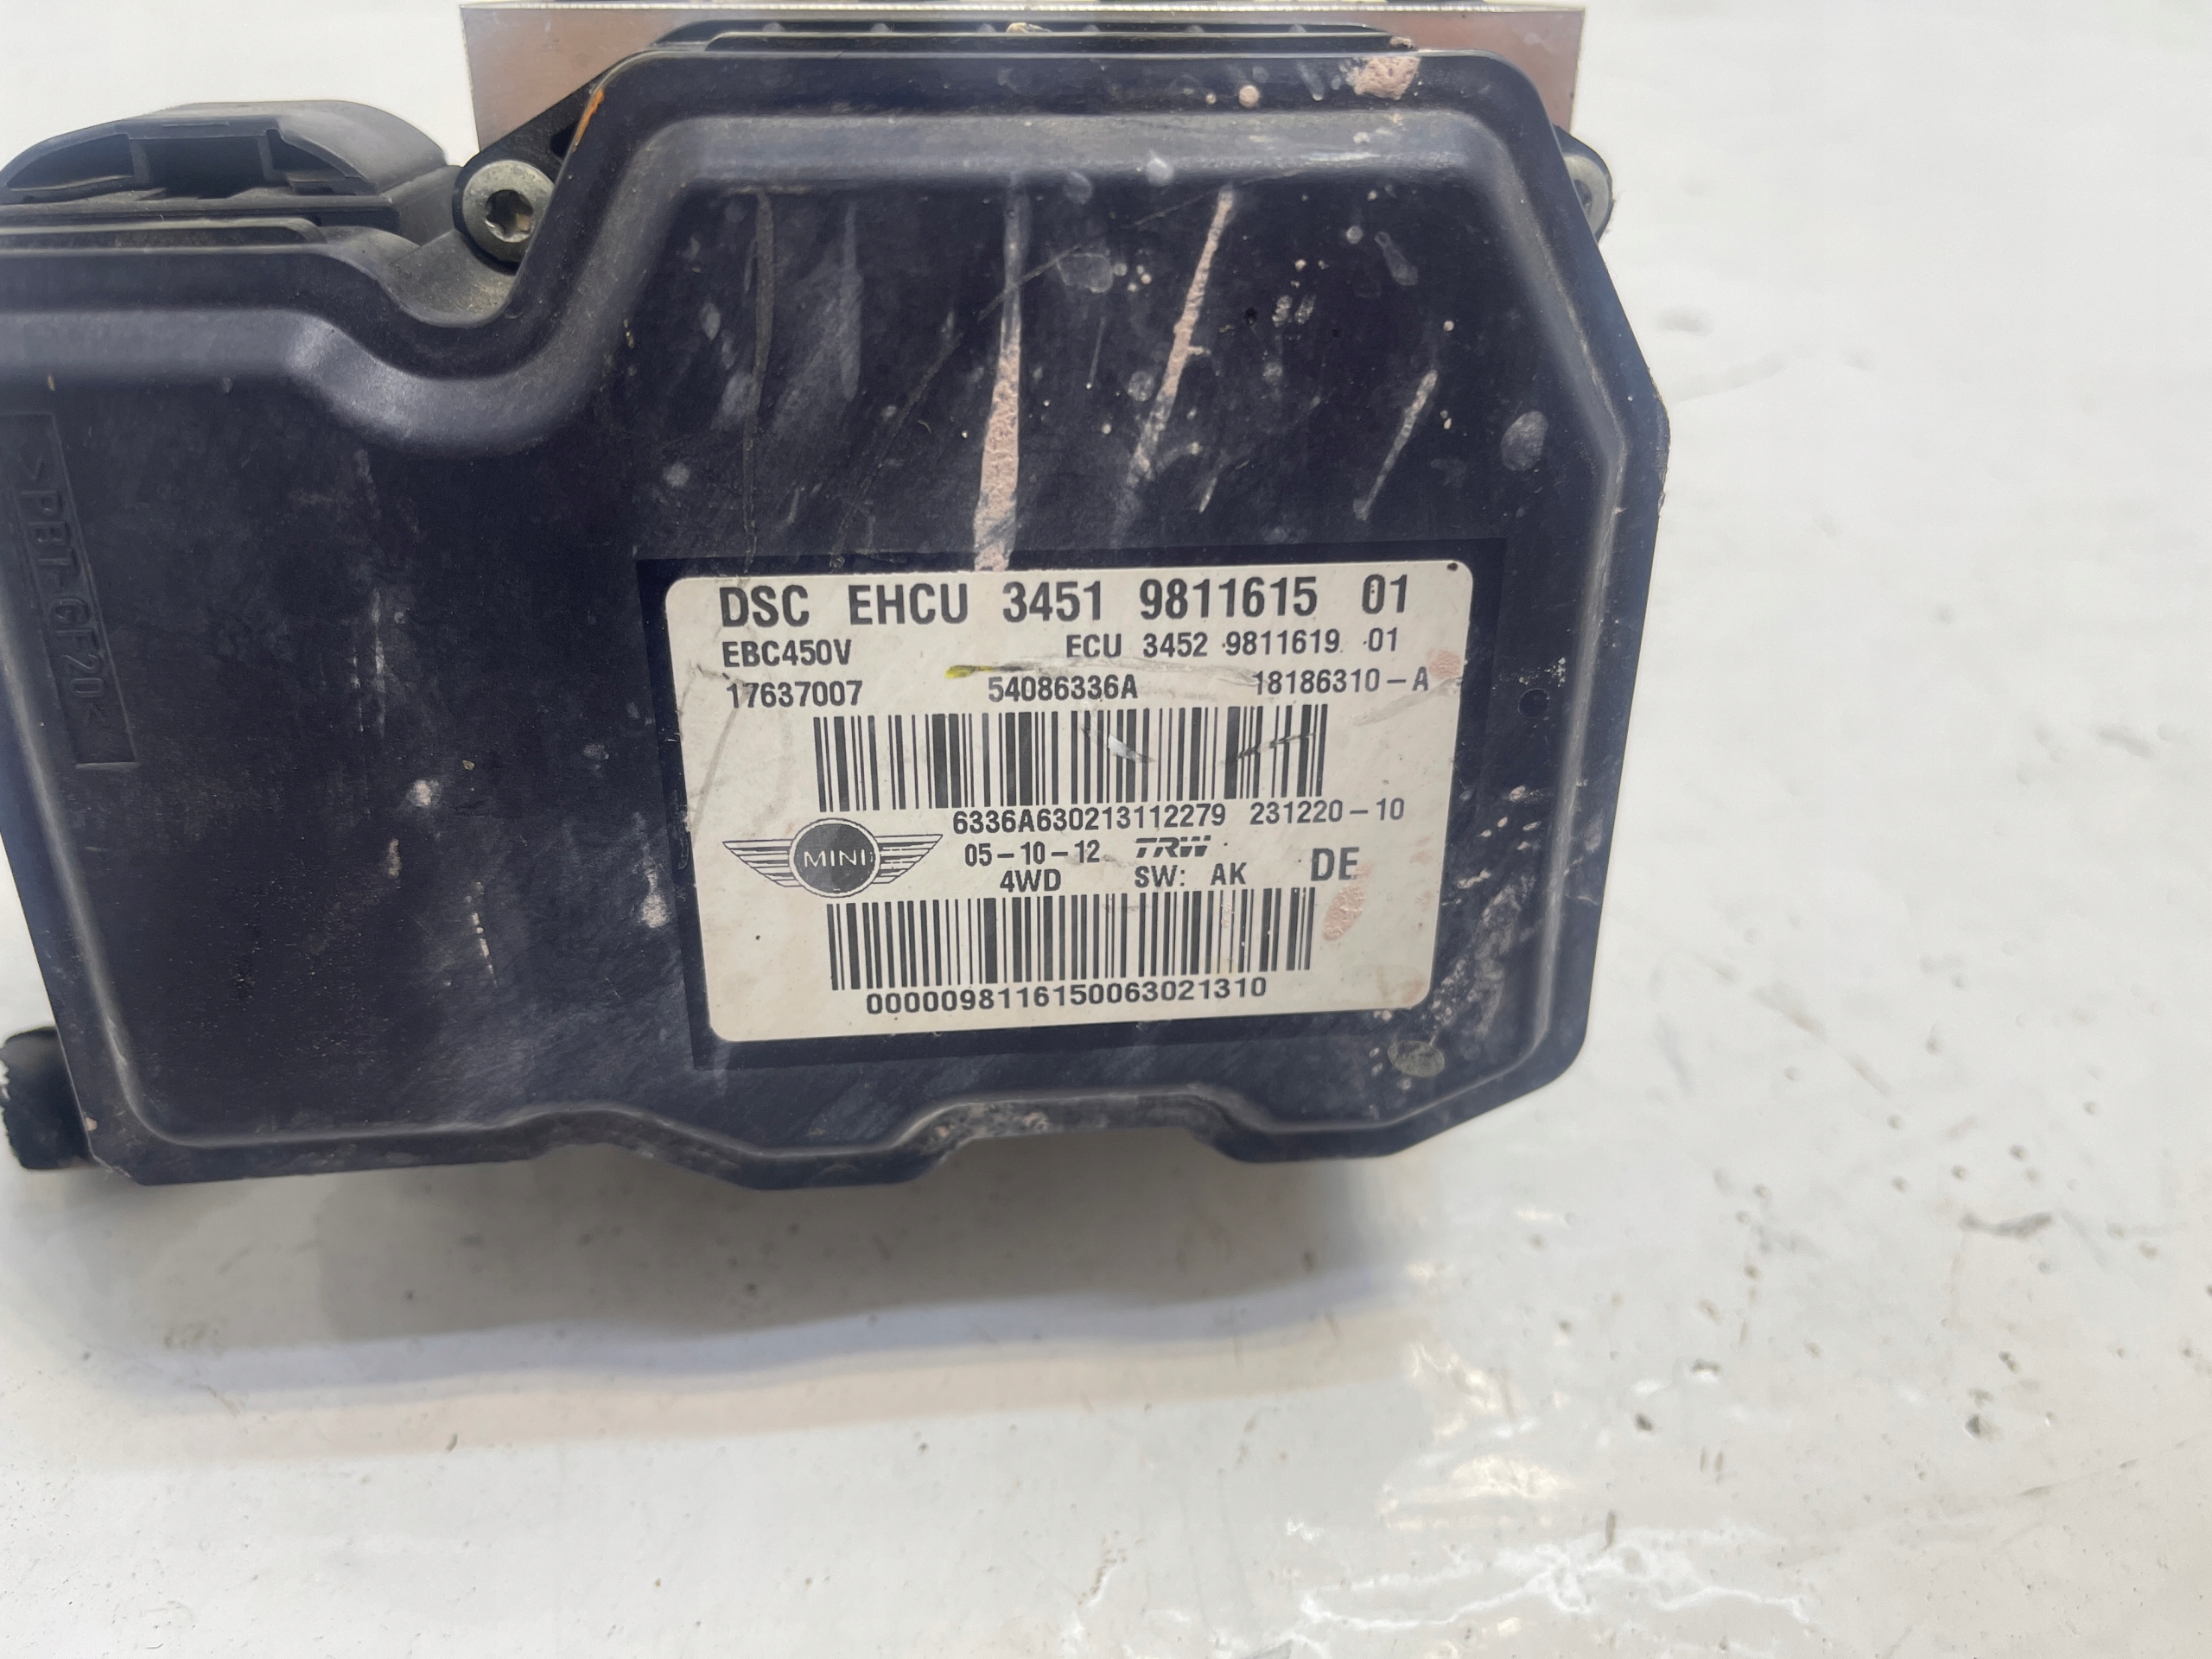 DSC EHCU 3451 9811615 01
EBC450V ECU 3452 9811619 01
17637007 54086336A 18186310-A
6336A630213112279 231220-10
MINI
05-10-12 TRW
4WD SW: AK DE
0000098116150063021310
>PET-GF20<